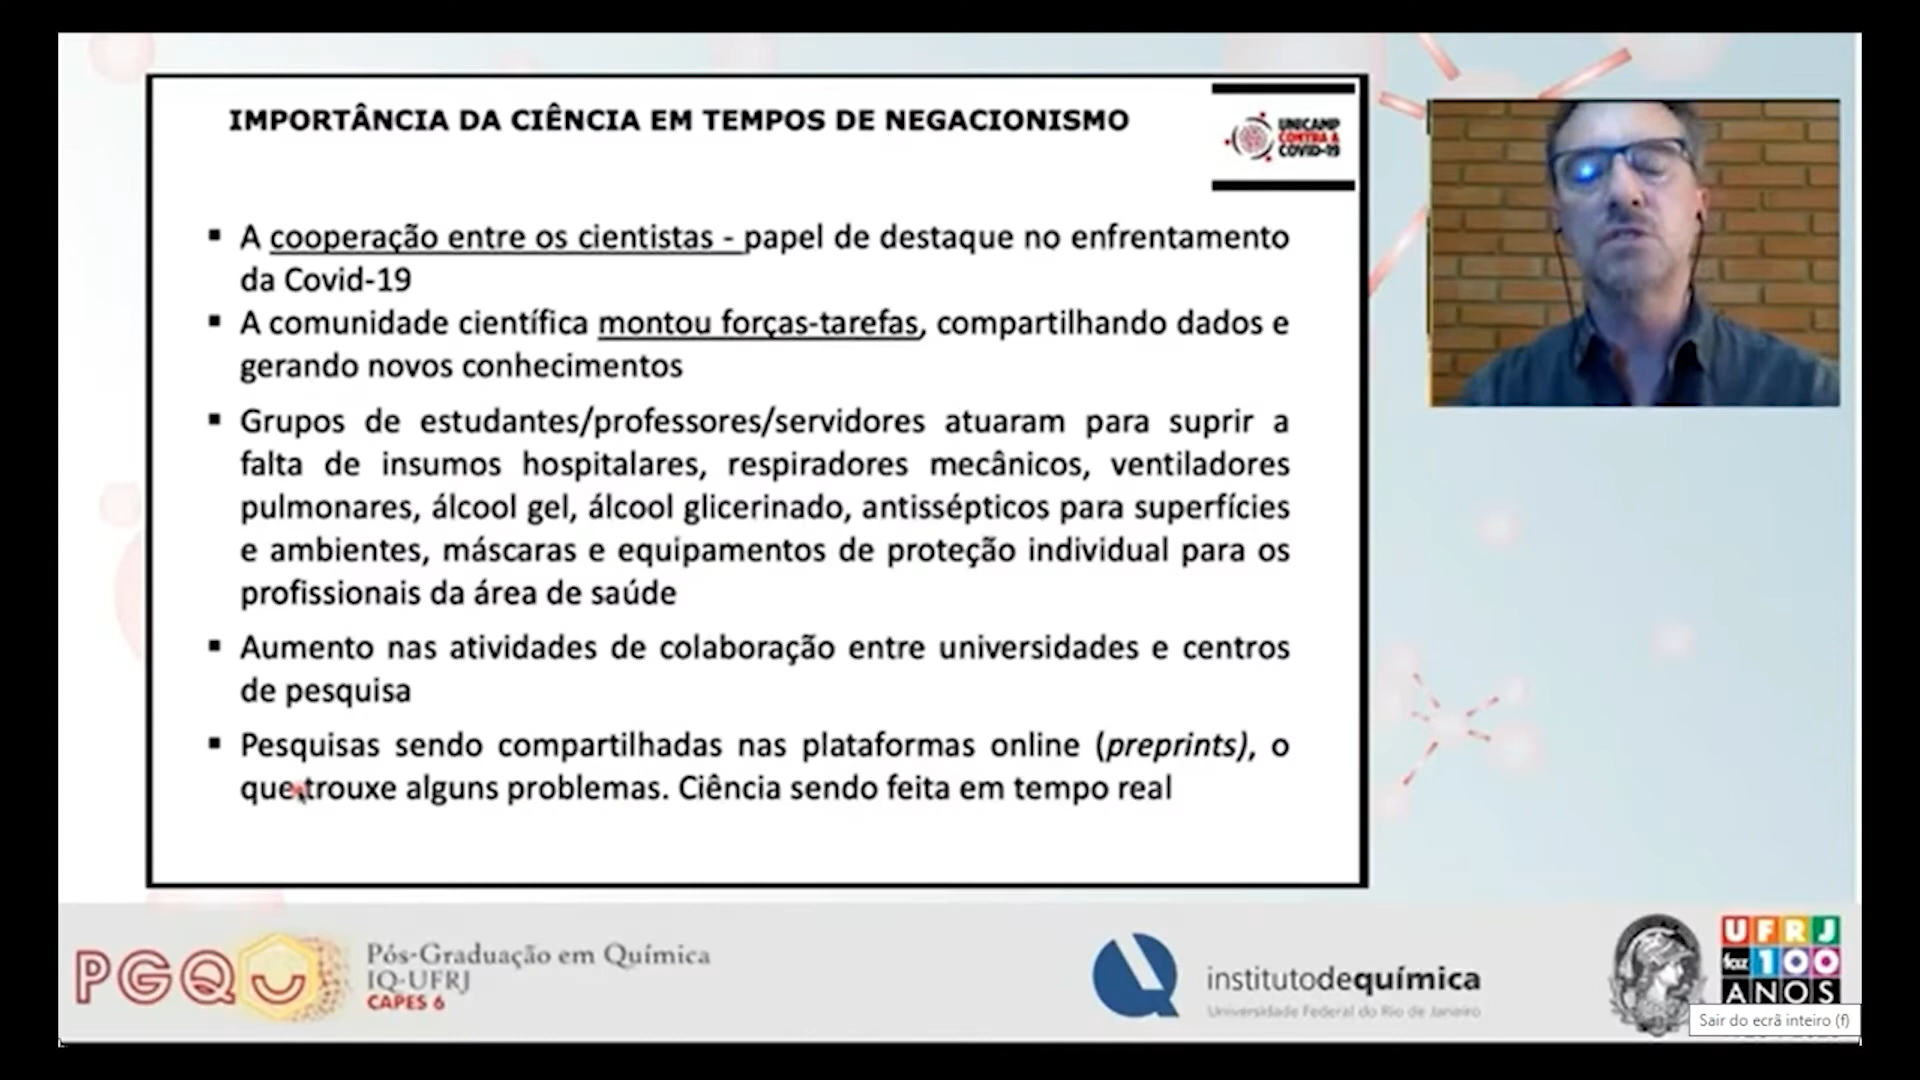 IMPORTÂNCIA DA CIÊNCIA EM TEMPOS DE NEGACIONISMO
UNICAMP
CONTRA A
COVID-19
▪ A cooperação entre os cientistas - papel de destaque no enfrentamento
da Covid-19
▪ A comunidade científica montou forças-tarefas, compartilhando dados e
gerando novos conhecimentos
▪ Grupos de estudantes/professores/servidores atuaram para suprir a
falta de insumos hospitalares, respiradores mecânicos, ventiladores
pulmonares, álcool gel, álcool glicerinado, antissépticos para superfícies
e ambientes, máscaras e equipamentos de proteção individual para os
profissionais da área de saúde
▪ Aumento nas atividades de colaboração entre universidades e centros
de pesquisa
▪ Pesquisas sendo compartilhadas nas plataformas online (preprints), o
que trouxe alguns problemas. Ciência sendo feita em tempo real
PGQU
Pós-Graduação em Química
IQ-UFRJ
CAPES 6
institutodequímica
Universidade Federal do Rio de Janeiro
UFRJ
faz 100
ANOS
Sair do ecrã inteiro (f)